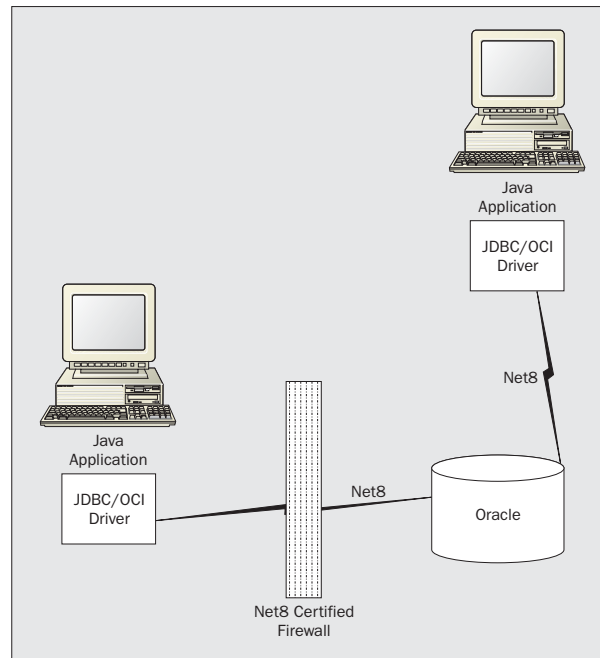 Java
Application
JDBC/OCI
Driver
Net8
Java
Application
JDBC/OCI
Driver
Net8
Oracle
Net8 Certified
Firewall